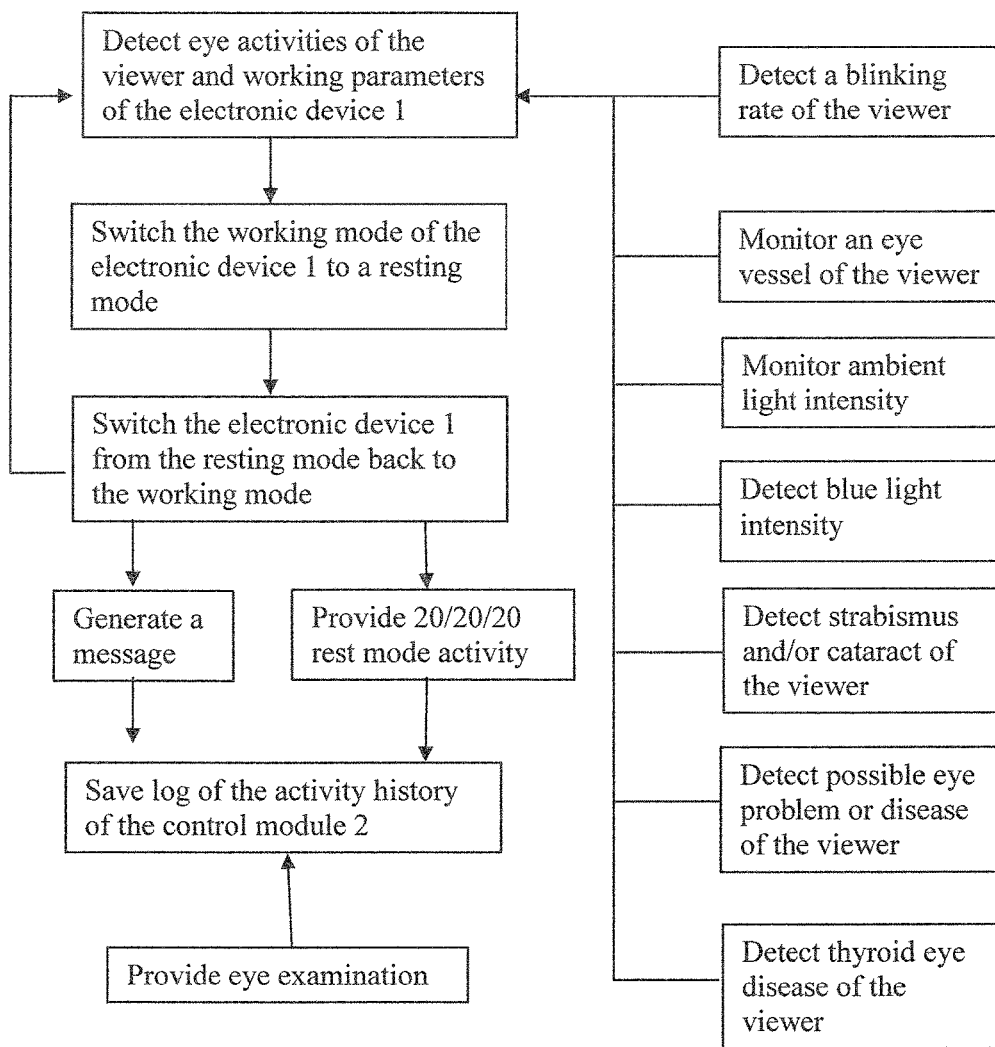 Detect eye activities of the
viewer and working parameters
of the electronic device 1
Switch the working mode of the
electronic device 1 to a resting
mode
Switch the electronic device 1
from the resting mode back to
the working mode
Generate a
message
Provide 20/20/20
rest mode activity
Save log of the activity history
of the control module 2
Provide eye examination
Detect a blinking
rate of the viewer
Monitor an eye
vessel of the viewer
Monitor ambient
light intensity
Detect blue light
intensity
Detect strabismus
and/or cataract of
the viewer
Detect possible eye
problem or disease
of the viewer
Detect thyroid eye
disease of the
viewer